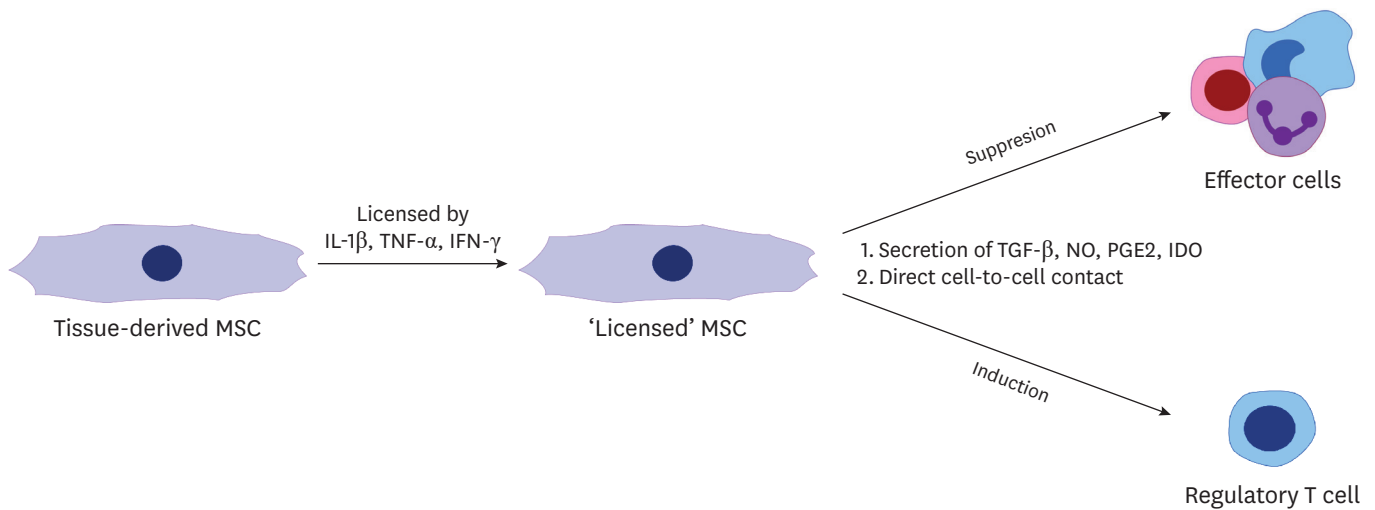 Licensed by
IL-1β, TNF-α, IFN-γ
Tissue-derived MSC
‘Licensed’ MSC
Suppresion
Effector cells
1. Secretion of TGF-β, NO, PGE2, IDO
2. Direct cell-to-cell contact
Induction
Regulatory T cell